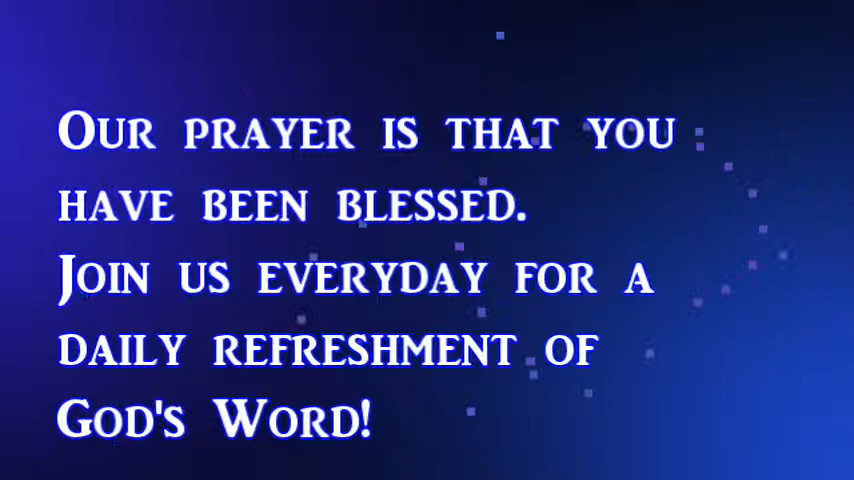 Our prayer is that you
have been blessed.
Join us everyday for a
daily refreshment of
God's Word!